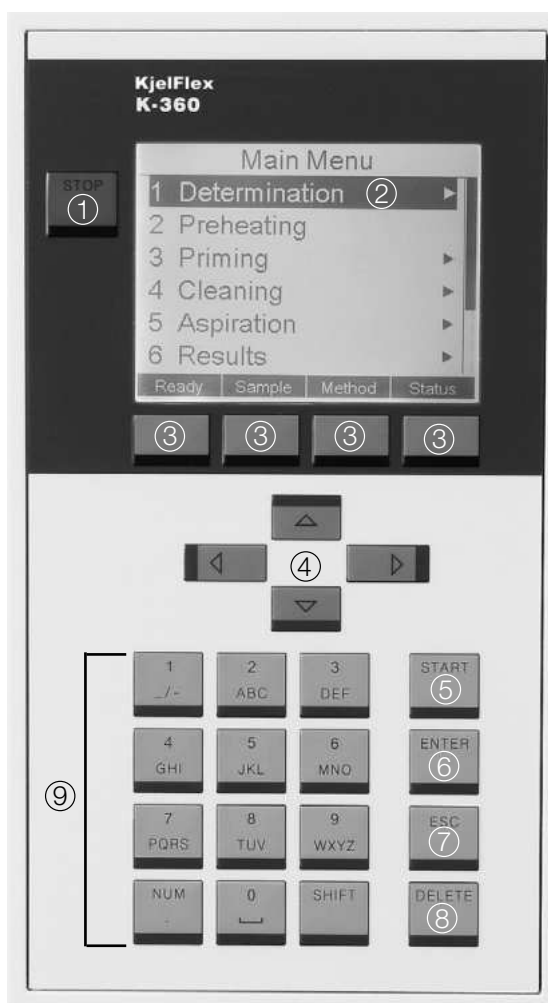 KjelFlex
K-360
STOP
①
Main Menu
1 Determination ② ►
2 Preheating
3 Priming ►
4 Cleaning ►
5 Aspiration ►
6 Results ►
Ready Sample Method Status
③ ③ ③ ③
④
1 2 3 START
_/- ABC DEF ⑤
4 5 6 ENTER
GHI JKL MNO ⑥
⑨
7 8 9 ESC
PQRS TUV WXYZ ⑦
NUM 0 SHIFT DELETE
. ⑧